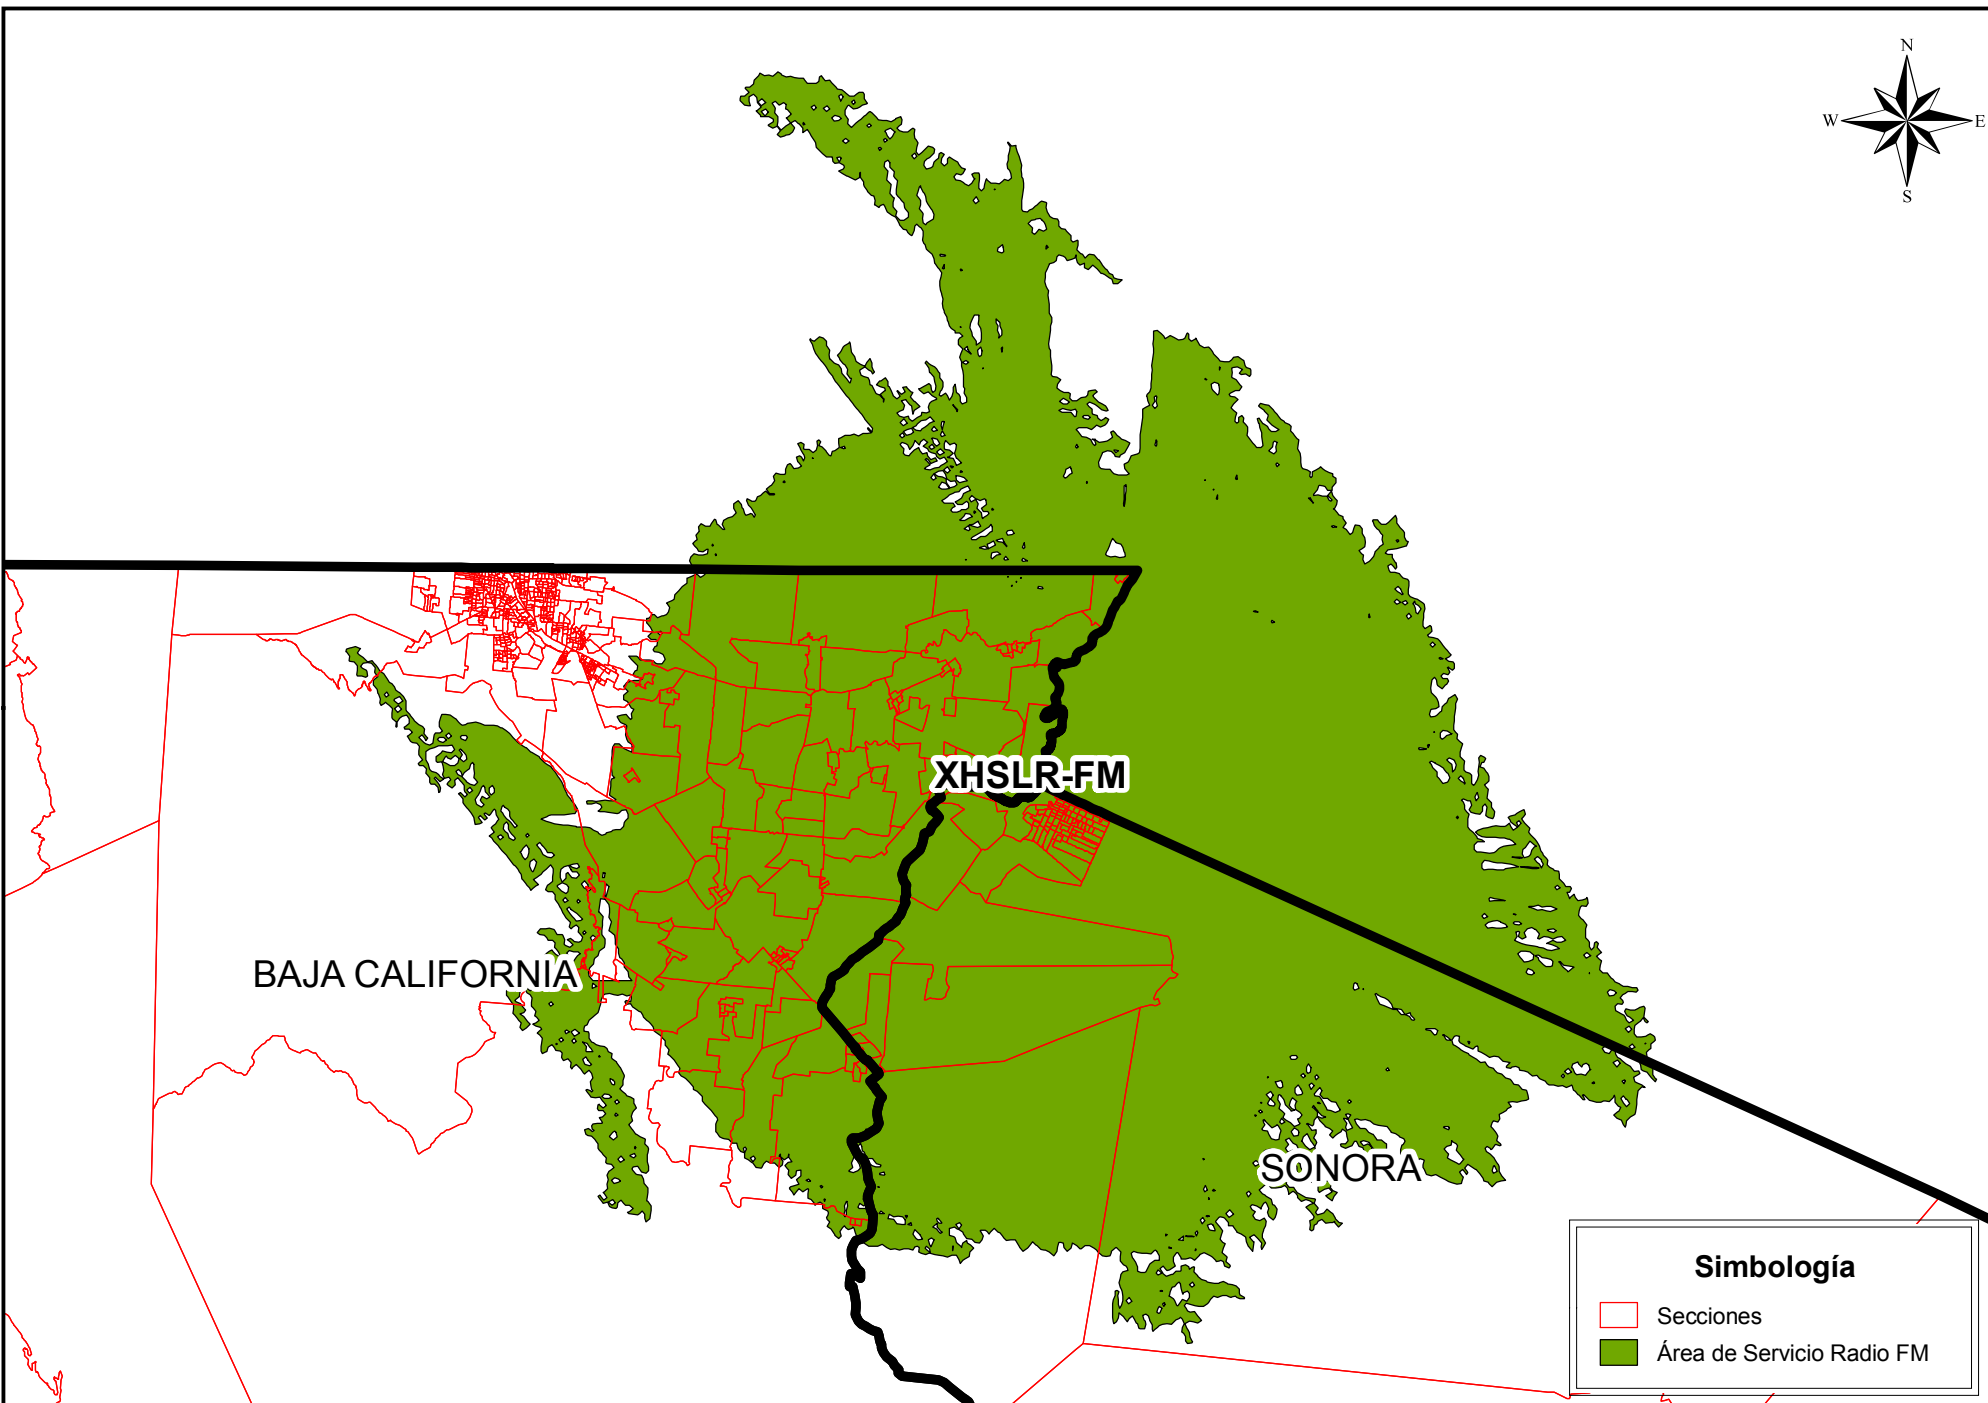 N
W
E
S
XHSLR-FM
BAJA CALIFORNIA
SONORA
Simbología
Secciones
Área de Servicio Radio FM